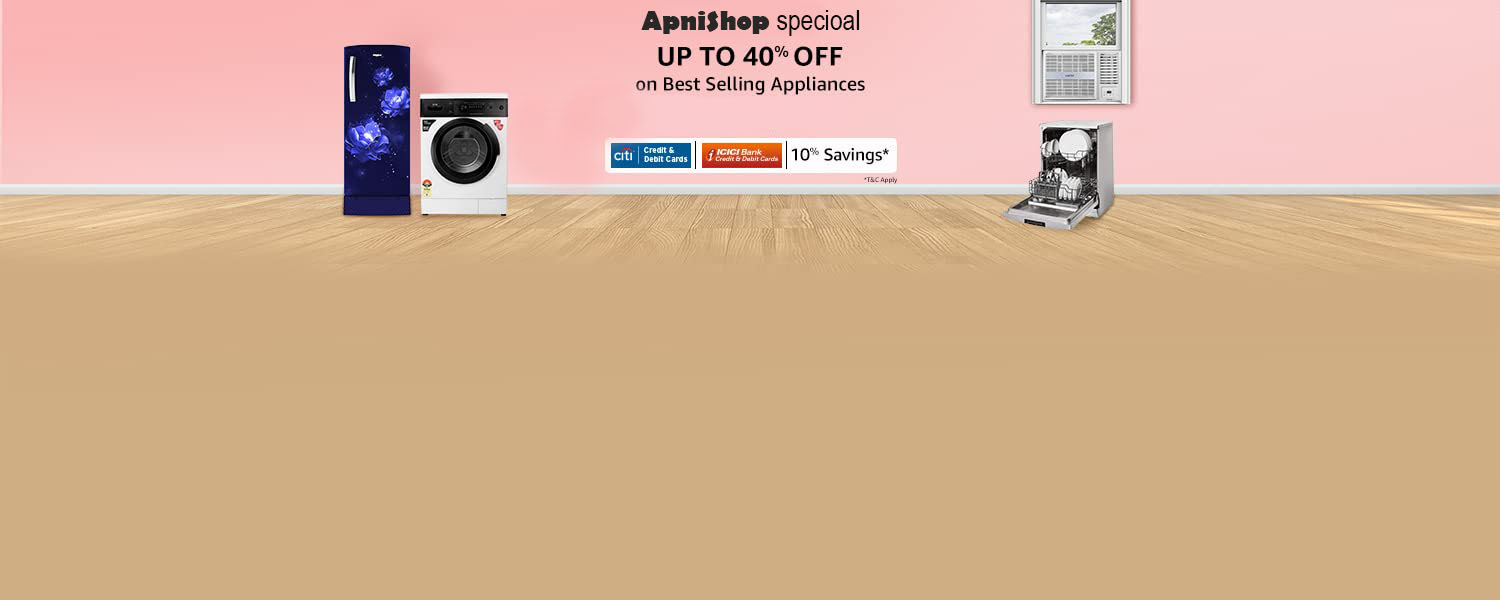 ApniShop specioal
UP TO 40% OFF
on Best Selling Appliances
citi Credit & Debit Cards
ICICI Bank Credit & Debit Cards
10% Savings*
*T&C Apply